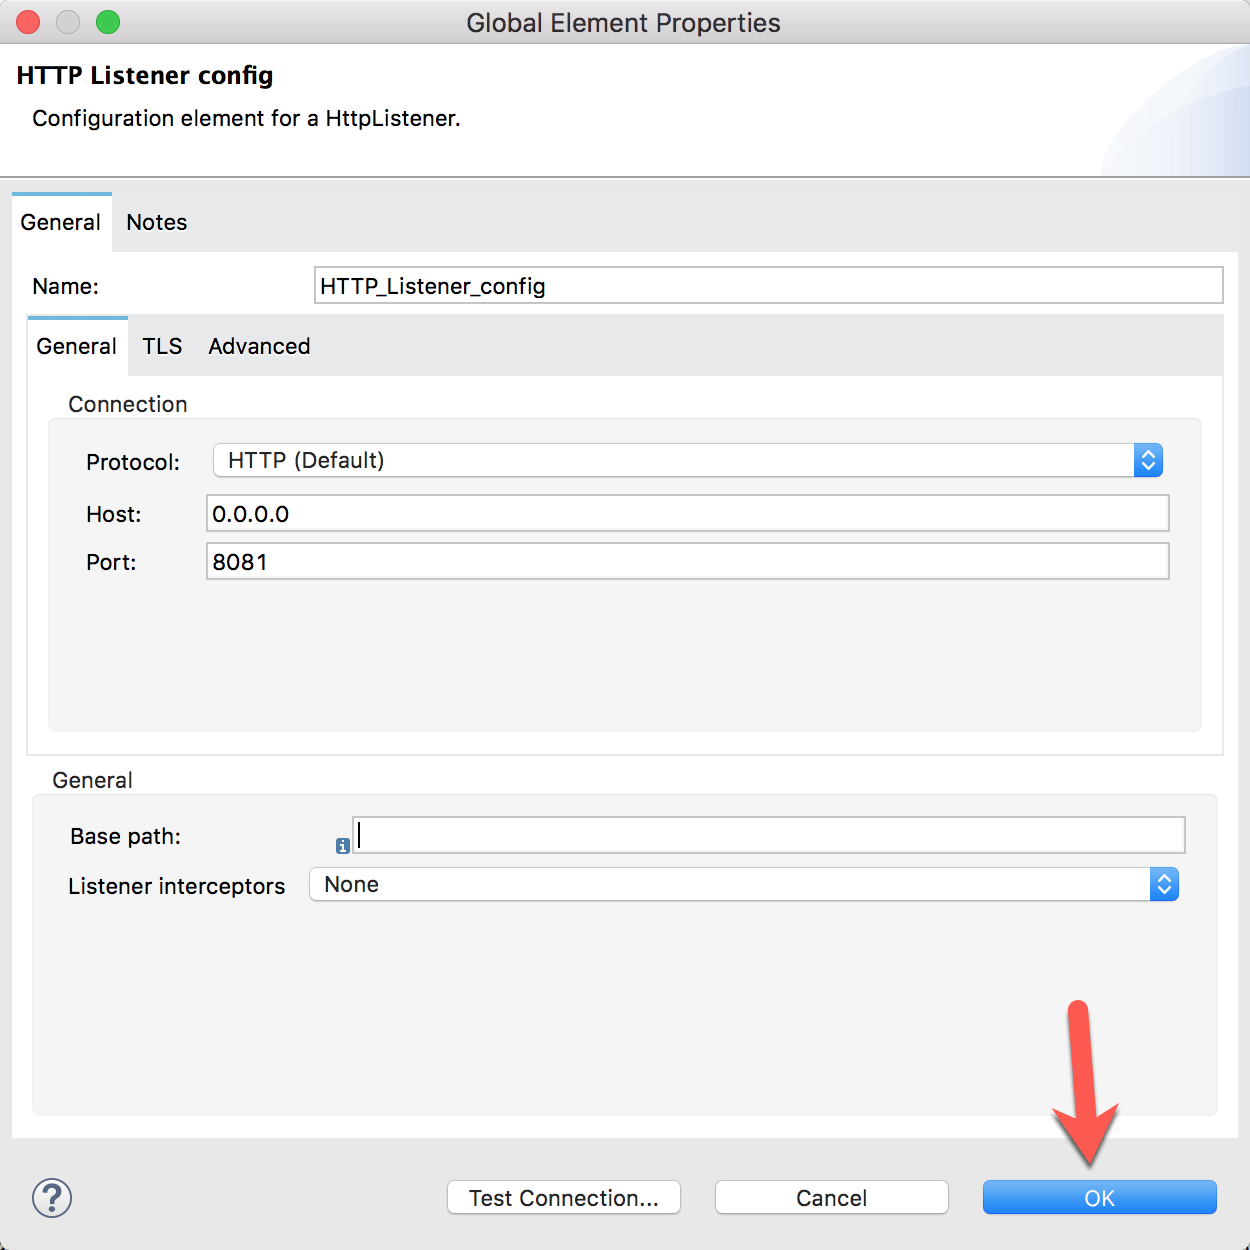 Global Element Properties
HTTP Listener config
Configuration element for a HttpListener.
General Notes
Name: HTTP_Listener_config
General TLS Advanced
Connection
Protocol: HTTP (Default)
Host: 0.0.0.0
Port: 8081
General
Base path: i
Listener interceptors None
? Test Connection... Cancel OK